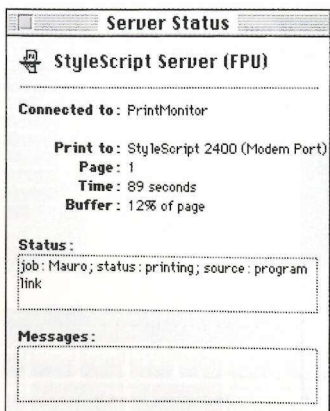 Server Status
StyleScript Server (FPU)
Connected to: PrintMonitor
Print to: StyleScript 2400 (Modem Port)
Page: 1
Time: 89 seconds
Buffer: 12% of page
Status:
job: Mauro; status: printing; source: program
link
Messages: